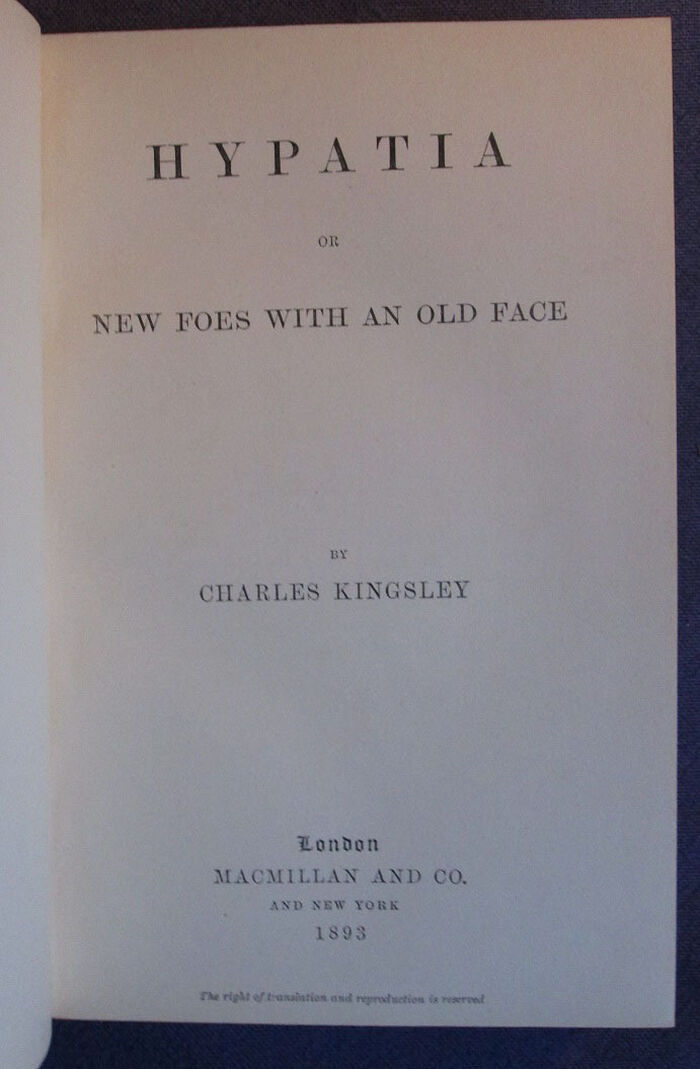 HYPATIA
OR
NEW FOES WITH AN OLD FACE
BY
CHARLES KINGSLEY
London
MACMILLAN AND CO.
AND NEW YORK
1893
The right of translation and reproduction is reserved